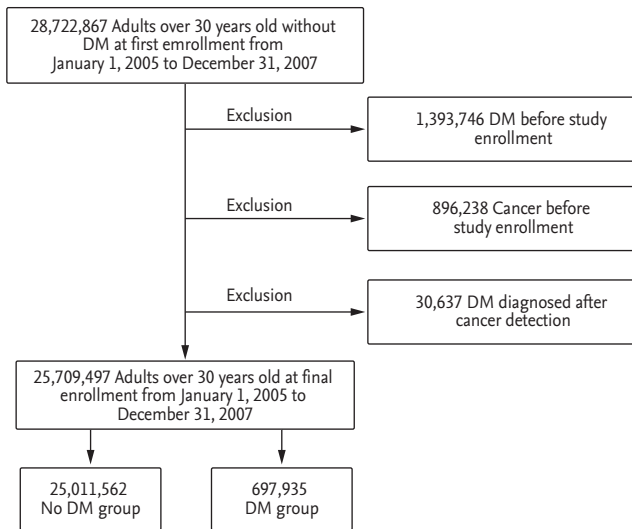 28,722,867 Adults over 30 years old without
DM at first emrollment from
January 1, 2005 to December 31, 2007
Exclusion
1,393,746 DM before study
enrollment
Exclusion
896,238 Cancer before
study enrollment
Exclusion
30,637 DM diagnosed after
cancer detection
25,709,497 Adults over 30 years old at final
enrollment from January 1, 2005 to
December 31, 2007
25,011,562
No DM group
697,935
DM group